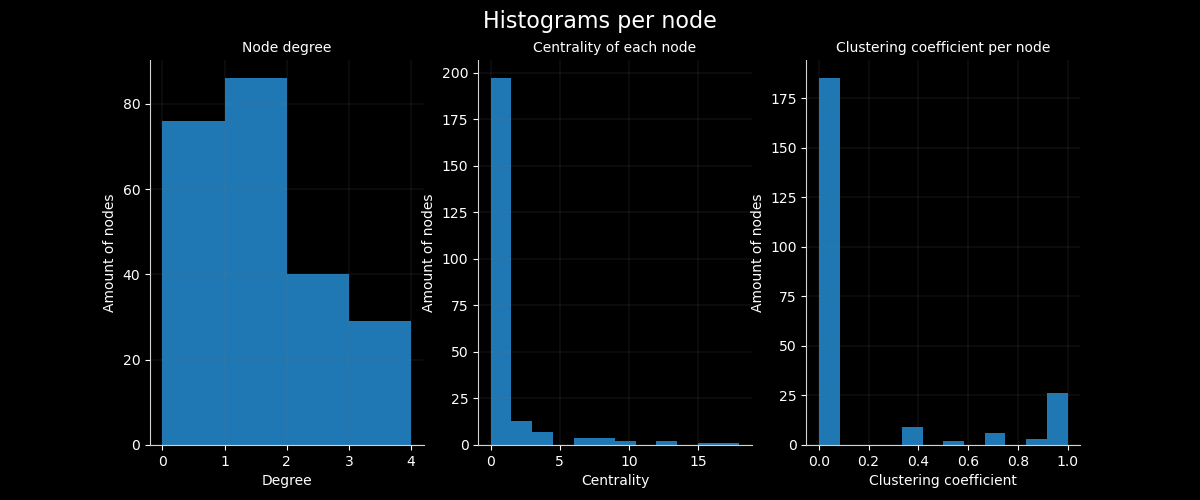 Histograms per node
Node degree
Amount of nodes
80
60
40
20
0
0 1 2 3 4
Degree
Centrality of each node
Amount of nodes
200
175
150
125
100
75
50
25
0
0 5 10 15
Centrality
Clustering coefficient per node
Amount of nodes
175
150
125
100
75
50
25
0
0.0 0.2 0.4 0.6 0.8 1.0
Clustering coefficient